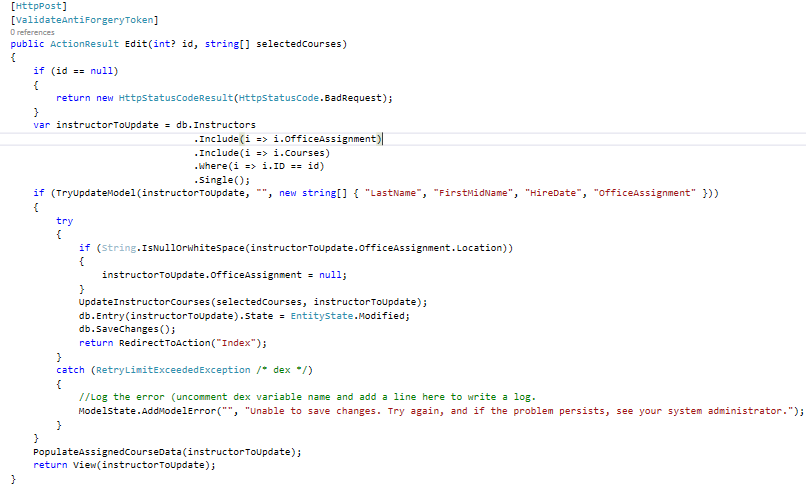 [HttpPost]
[ValidateAntiForgeryToken]
0 references
public ActionResult Edit(int? id, string[] selectedCourses)
{
    if (id == null)
    {
        return new HttpStatusCodeResult(HttpStatusCode.BadRequest);
    }
    var instructorToUpdate = db.Instructors
                                .Include(i => i.OfficeAssignment)
                                .Include(i => i.Courses)
                                .Where(i => i.ID == id)
                                .Single();
    if (TryUpdateModel(instructorToUpdate, "", new string[] { "LastName", "FirstMidName", "HireDate", "OfficeAssignment" }))
    {
        try
        {
            if (String.IsNullOrWhiteSpace(instructorToUpdate.OfficeAssignment.Location))
            {
                instructorToUpdate.OfficeAssignment = null;
            }
            UpdateInstructorCourses(selectedCourses, instructorToUpdate);
            db.Entry(instructorToUpdate).State = EntityState.Modified;
            db.SaveChanges();
            return RedirectToAction("Index");
        }
        catch (RetryLimitExceededException /* dex */)
        {
            //Log the error (uncomment dex variable name and add a line here to write a log.
            ModelState.AddModelError("", "Unable to save changes. Try again, and if the problem persists, see your system administrator.");
        }
    }
    PopulateAssignedCourseData(instructorToUpdate);
    return View(instructorToUpdate);
}